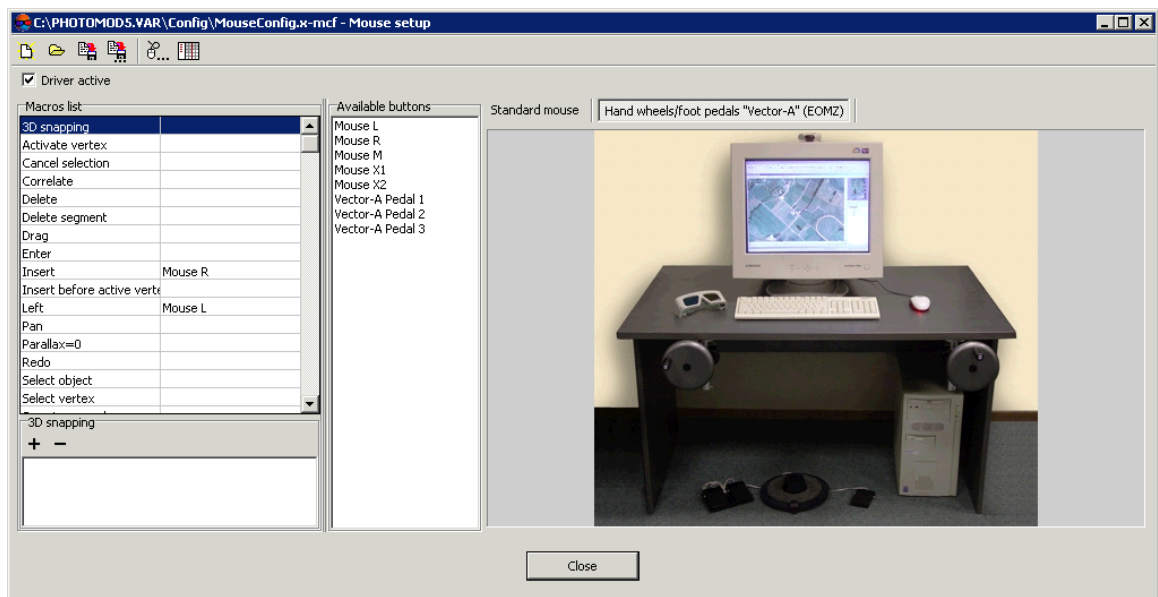 C:\PHOTOMOD5.VAR\Config\MouseConfig.x-mcf - Mouse setup
Driver active
Macros list
3D snapping
Activate vertex
Cancel selection
Correlate
Delete
Delete segment
Drag
Enter
Insert Mouse R
Insert before active verte
Left Mouse L
Pan
Parallax=0
Redo
Select object
Select vertex
3D snapping
Available buttons
Mouse L
Mouse R
Mouse M
Mouse X1
Mouse X2
Vector-A Pedal 1
Vector-A Pedal 2
Vector-A Pedal 3
Standard mouse
Hand wheels/foot pedals "Vector-A" (EOMZ)
Close